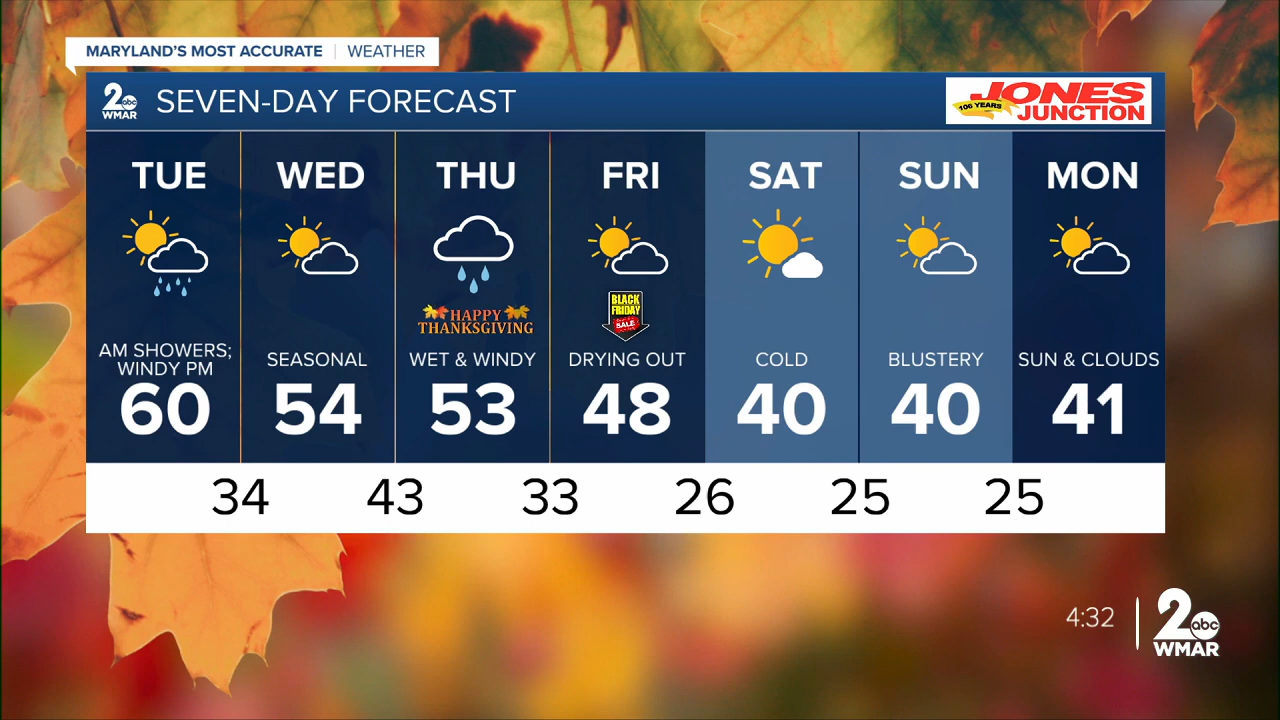 MARYLAND'S MOST ACCURATE | WEATHER
2 abc WMAR
SEVEN-DAY FORECAST
JONES
106 YEARS
JUNCTION
TUE WED THU FRI SAT SUN MON
HAPPY
THANKSGIVING
BLACK
FRIDAY
SALE
AM SHOWERS;
WINDY PM
SEASONAL
WET & WINDY
DRYING OUT
COLD
BLUSTERY
SUN & CLOUDS
60 54 53 48 40 40 41
34 43 33 26 25 25
4:32
2 abc
WMAR